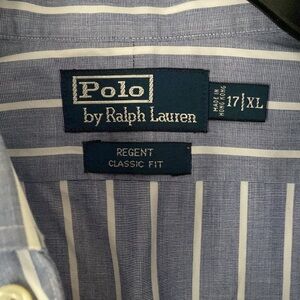 Polo
by Ralph Lauren
MADE IN
HONG KONG
17 XL
REGENT
CLASSIC FIT